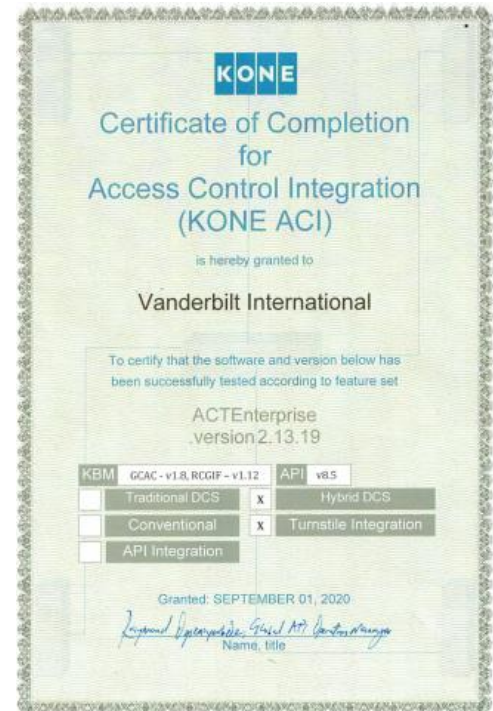 KONE
Certificate of Completion
for
Access Control Integration
(KONE ACI)
is hereby granted to
Vanderbilt International
To certify that the software and version below has
been successfully tested according to feature set
ACTEnterprise
.version 2.13.19
KBM GCAC - v1.8, RCGIF - v1.12 API v8.5
Traditional DCS x Hybrid DCS
Conventional x Turnstile Integration
API Integration
Granted: SEPTEMBER 01, 2020
Global API
Name, title